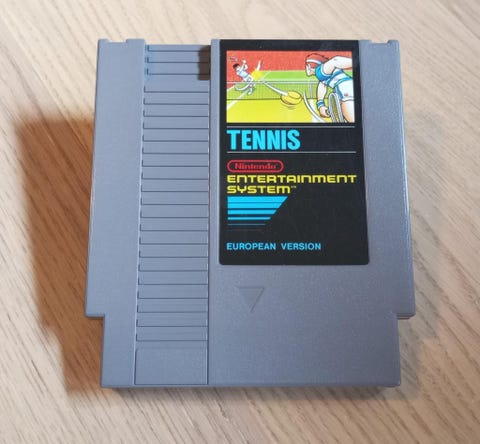 TENNIS
Nintendo
ENTERTAINMENT
SYSTEM™
EUROPEAN VERSION